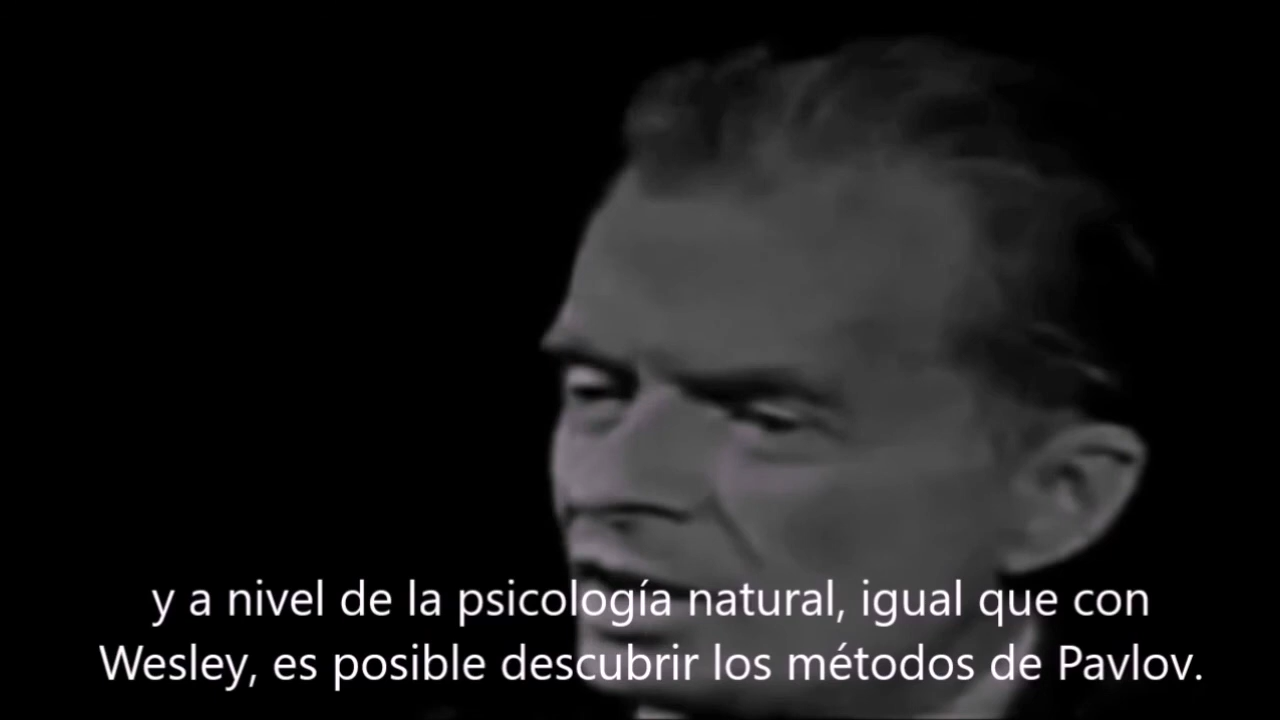 y a nivel de la psicología natural, igual que con
Wesley, es posible descubrir los métodos de Pavlov.